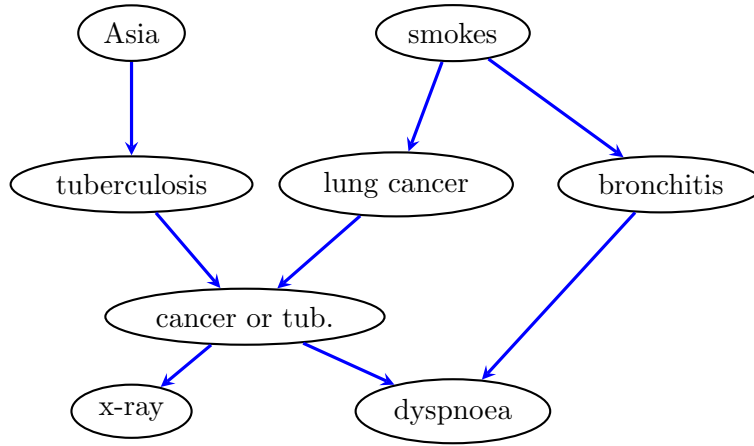 Asia
smokes
tuberculosis
lung cancer
bronchitis
cancer or tub.
x-ray
dyspnoea